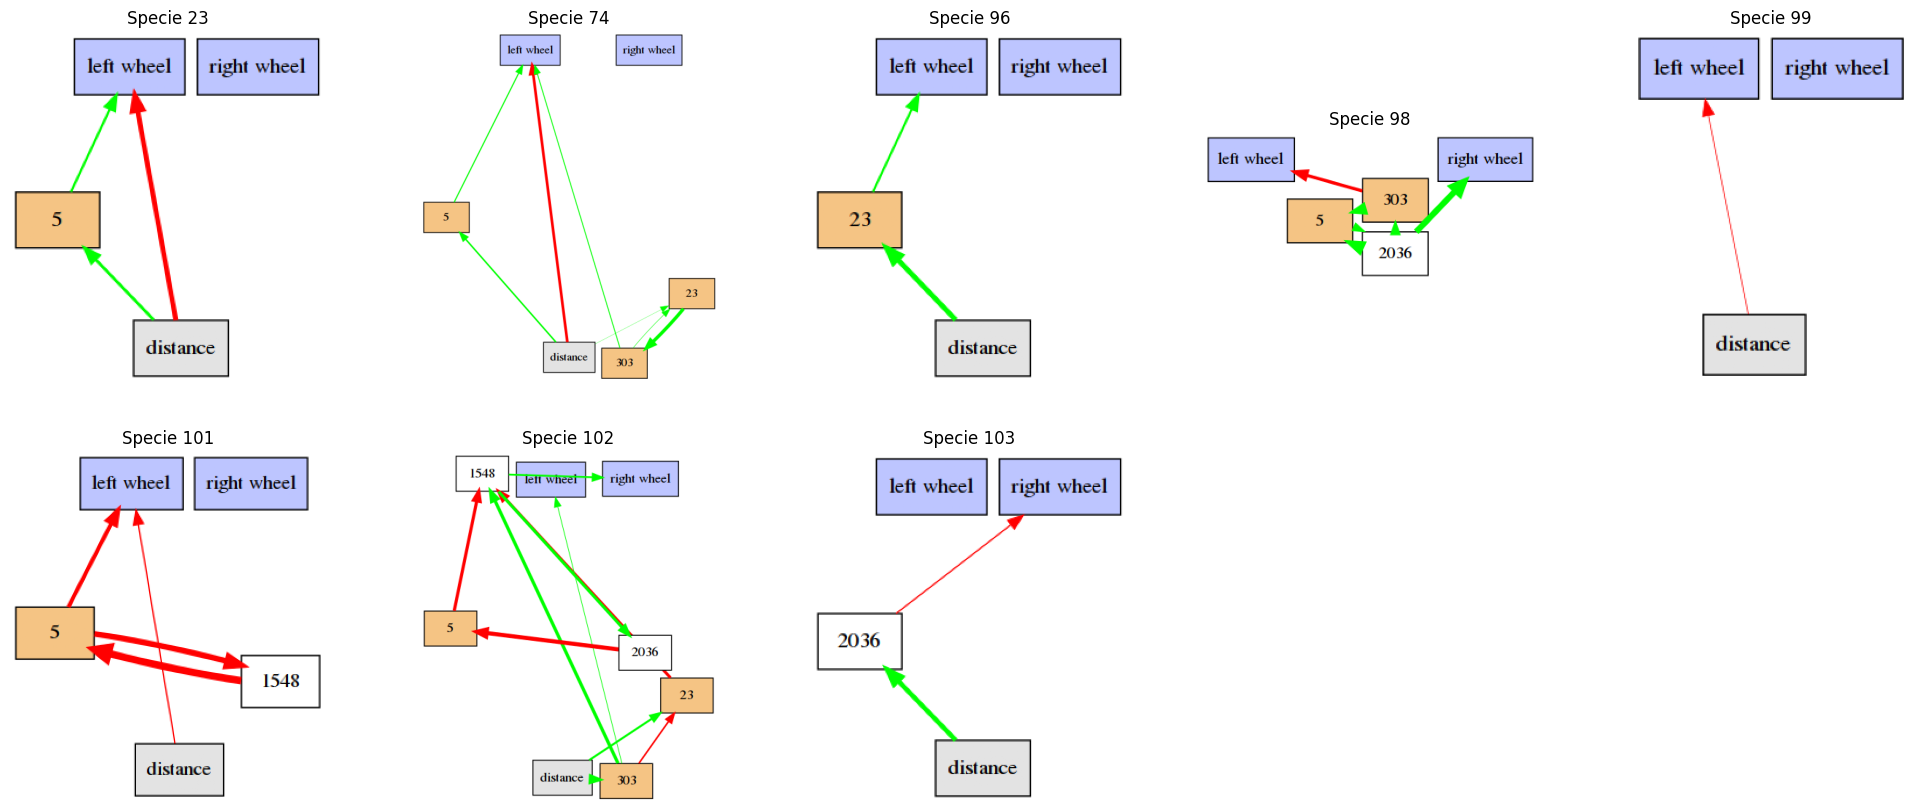 Specie 23
left wheel
right wheel
5
distance
Specie 74
left wheel
right wheel
5
23
distance
303
Specie 96
left wheel
right wheel
23
distance
Specie 98
left wheel
right wheel
303
5
2036
Specie 99
left wheel
right wheel
distance
Specie 101
left wheel
right wheel
5
1548
distance
Specie 102
1548
left wheel
right wheel
5
2036
23
distance
303
Specie 103
left wheel
right wheel
2036
distance